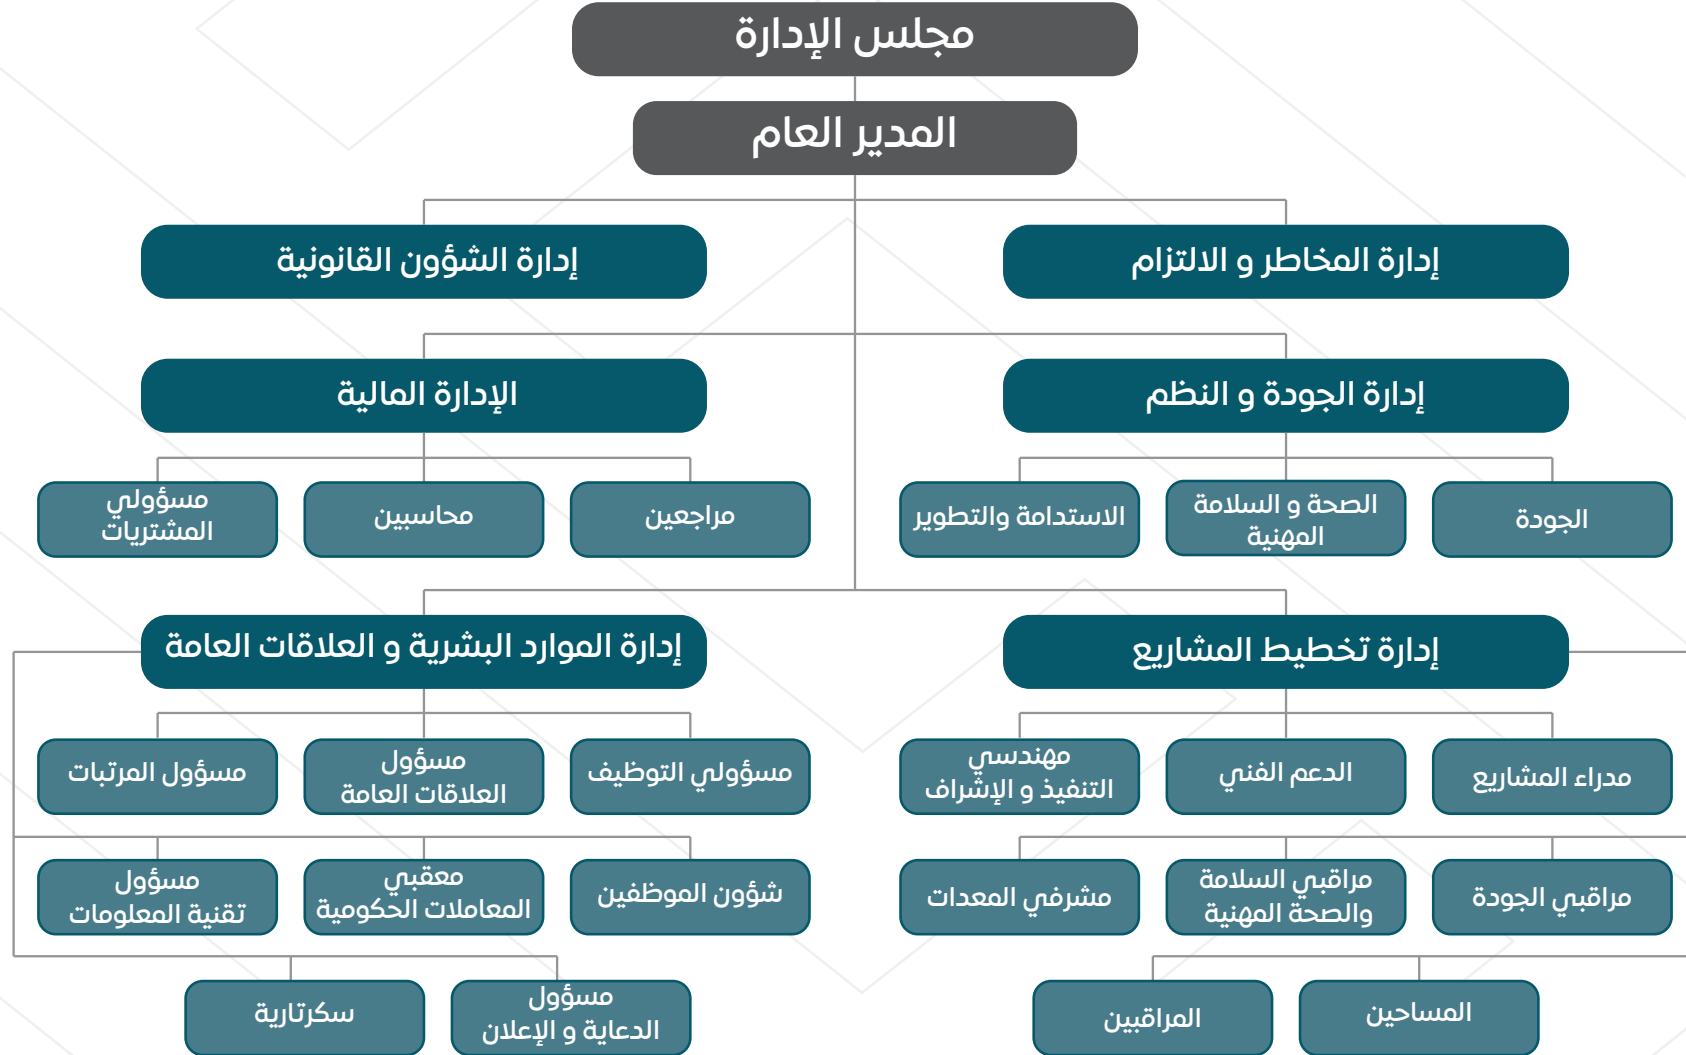 مجلس الإدارة
المدير العام
إدارة المخاطر و الالتزام
إدارة الشؤون القانونية
إدارة الجودة و النظم
الإدارة المالية
الجودة
الصحة و السلامة
المهنية
الاستدامة والتطوير
مراجعين
محاسبين
مسؤولي
المشتريات
إدارة تخطيط المشاريع
إدارة الموارد البشرية و العلاقات العامة
مدراء المشاريع
الدعم الفني
مهندسي
التنفيذ و الإشراف
مسؤولي التوظيف
مسؤول
العلاقات العامة
مسؤول المرتبات
مراقبي الجودة
مراقبي السلامة
والصحة المهنية
مشرفي المعدات
شؤون الموظفين
معقبي
المعاملات الحكومية
مسؤول
تقنية المعلومات
المساحين
المراقبين
مسؤول
الدعاية و الإعلان
سكرتارية